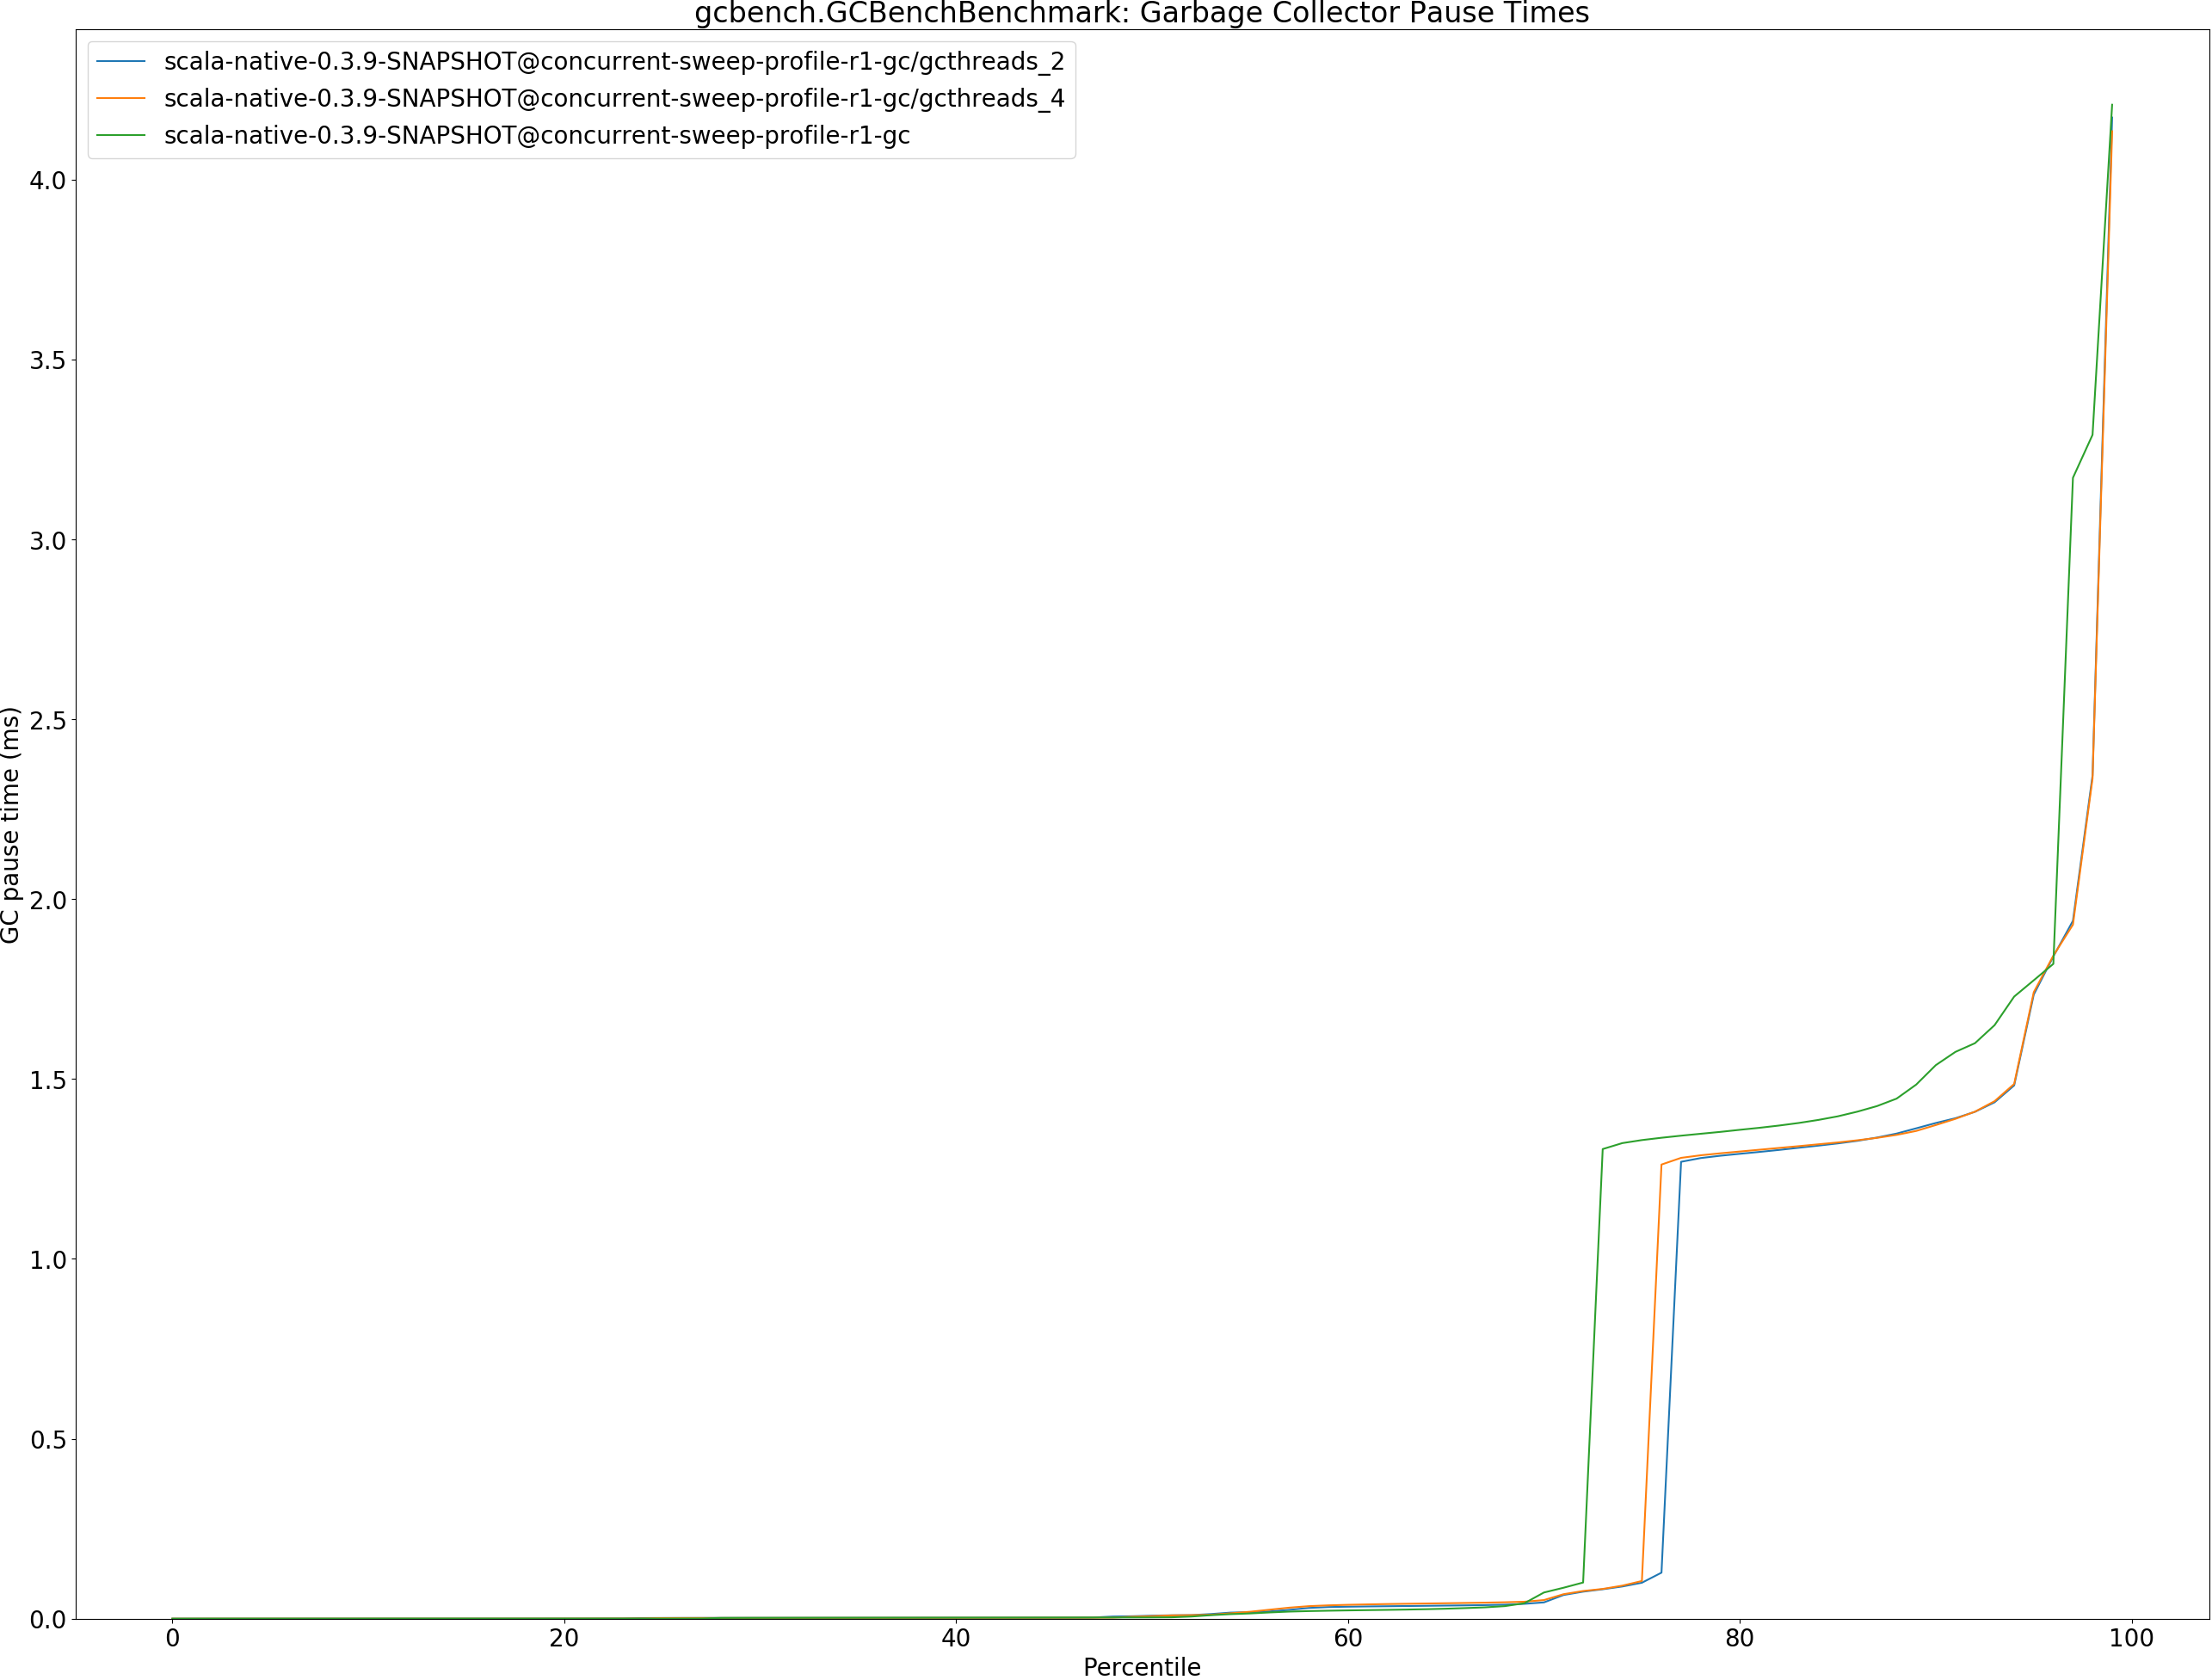 gcbench.GCBenchBenchmark: Garbage Collector Pause Times
scala-native-0.3.9-SNAPSHOT@concurrent-sweep-profile-r1-gc/gcthreads_2
scala-native-0.3.9-SNAPSHOT@concurrent-sweep-profile-r1-gc/gcthreads_4
scala-native-0.3.9-SNAPSHOT@concurrent-sweep-profile-r1-gc
4.0
3.5
3.0
2.5
2.0
1.5
1.0
0.5
0.0
GC pause time (ms)
0 20 40 60 80 100
Percentile